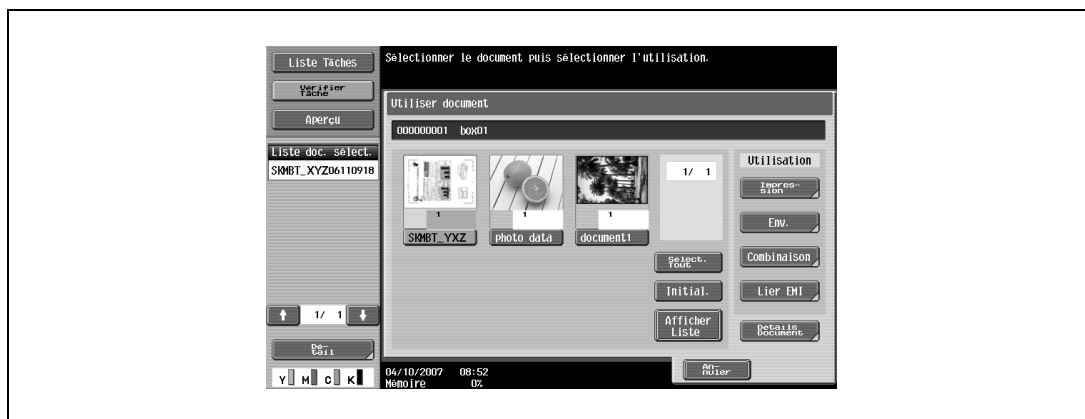 Liste Tâches
Vérifier
Tâche
Aperçu
Liste doc. sélect.
SKMBT_XYZ06110918
1/ 1
Dé-
tail
Y M C K
Sélectionner le document puis sélectionner l'utilisation.
Utiliser document
000000001 box01
1
SKMBT_YXZ
1
photo data
1
document1
1/ 1
Sélect.
Tout
Initial.
Afficher
Liste
Utilisation
Impres-
sion
Env.
Combinaison
Lier EMI
Détails
Document
An-
nuler
04/10/2007 08:52
Mémoire 0%